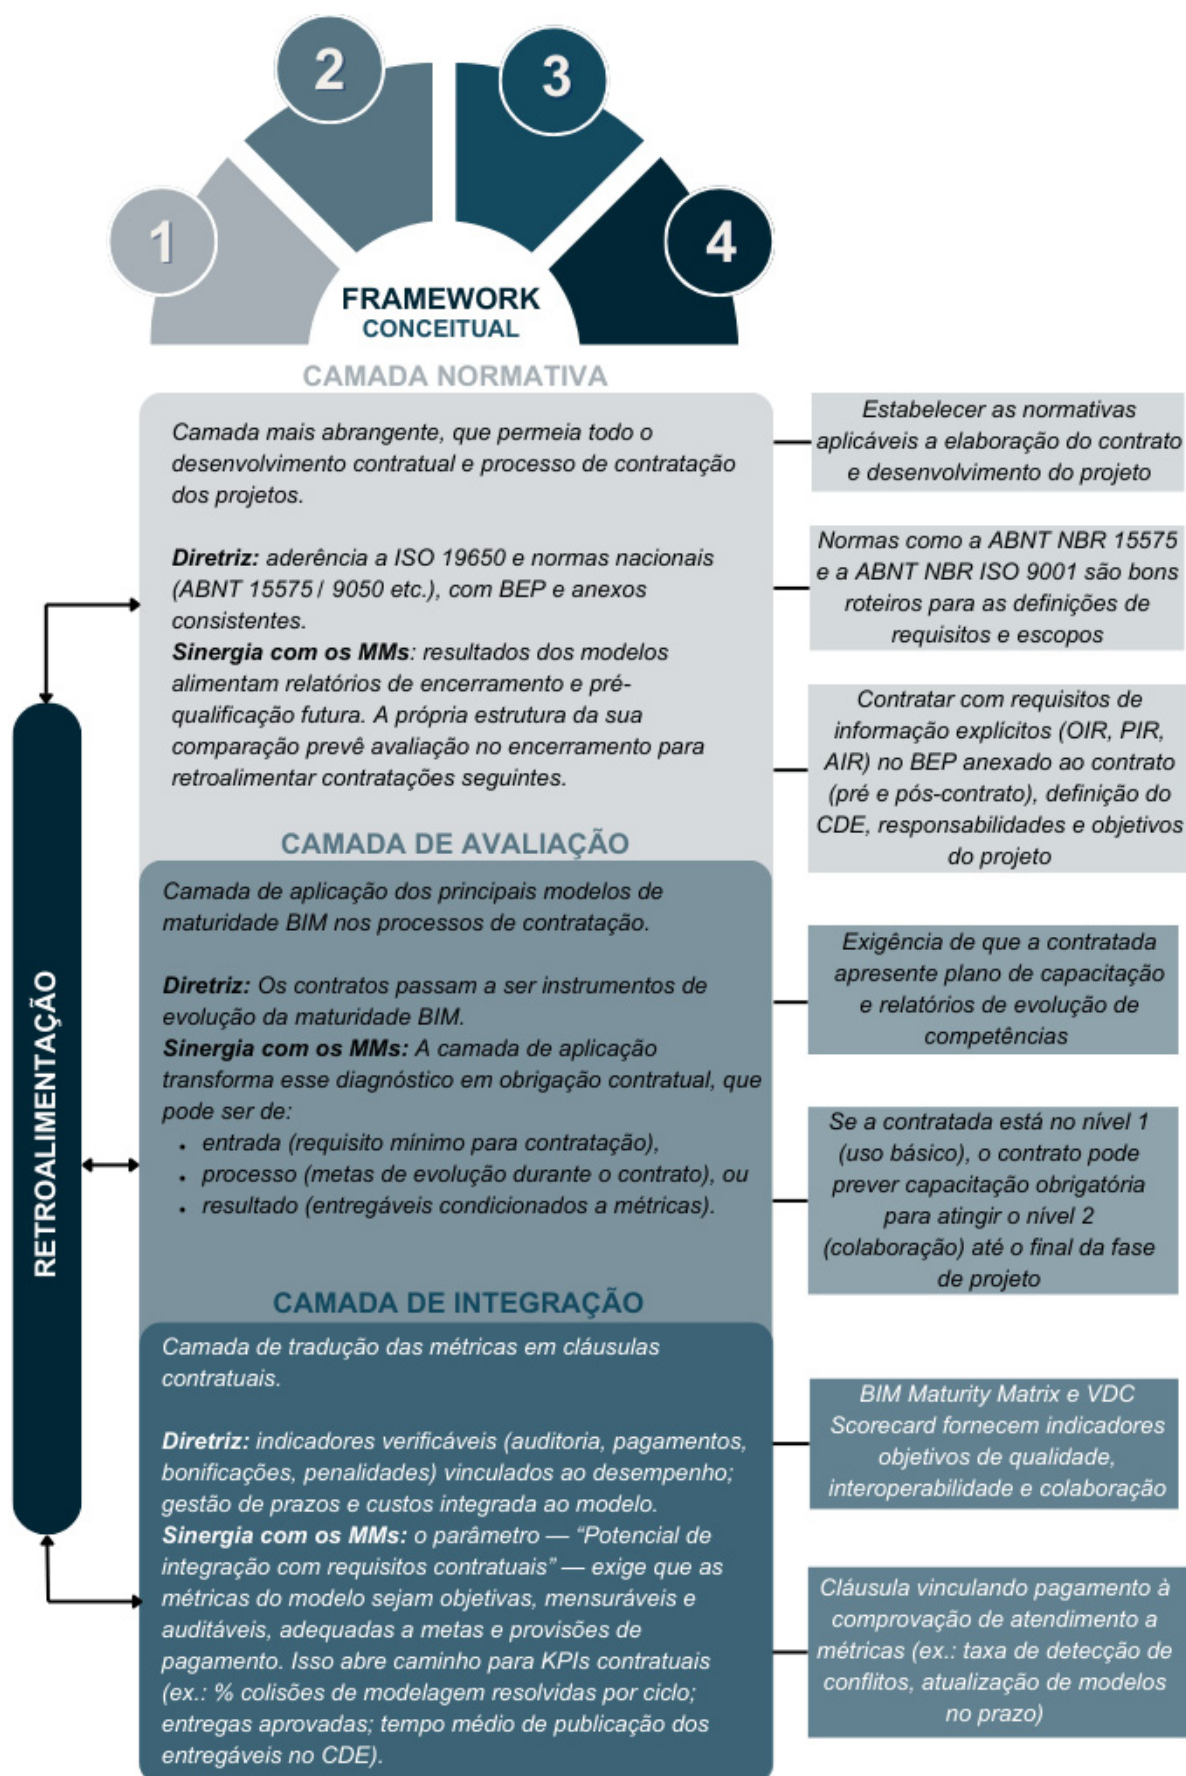 1
2
3
4
FRAMEWORK
CONCEITUAL
CAMADA NORMATIVA
Camada mais abrangente, que permeia todo o
desenvolvimento contratual e processo de contratação
dos projetos.
Diretriz: aderência a ISO 19650 e normas nacionais
(ABNT 15575 / 9050 etc.), com BEP e anexos
consistentes.
Sinergia com os MMs: resultados dos modelos
alimentam relatórios de encerramento e pré-
qualificação futura. A própria estrutura da sua
comparação prevê avaliação no encerramento para
retroalimentar contratações seguintes.
Estabelecer as normativas
aplicáveis a elaboração do contrato
e desenvolvimento do projeto
Normas como a ABNT NBR 15575
e a ABNT NBR ISO 9001 são bons
roteiros para as definições de
requisitos e escopos
Contratar com requisitos de
informação explícitos (OIR, PIR,
AIR) no BEP anexado ao contrato
(pré e pós-contrato), definição do
CDE, responsabilidades e objetivos
do projeto
RETROALIMENTAÇÃO
CAMADA DE AVALIAÇÃO
Camada de aplicação dos principais modelos de
maturidade BIM nos processos de contratação.
Diretriz: Os contratos passam a ser instrumentos de
evolução da maturidade BIM.
Sinergia com os MMs: A camada de aplicação
transforma esse diagnóstico em obrigação contratual, que
pode ser de:
• entrada (requisito mínimo para contratação),
• processo (metas de evolução durante o contrato), ou
• resultado (entregáveis condicionados a métricas).
Exigência de que a contratada
apresente plano de capacitação
e relatórios de evolução de
competências
Se a contratada está no nível 1
(uso básico), o contrato pode
prever capacitação obrigatória
para atingir o nível 2
(colaboração) até o final da fase
de projeto
CAMADA DE INTEGRAÇÃO
Camada de tradução das métricas em cláusulas
contratuais.
Diretriz: indicadores verificáveis (auditoria, pagamentos,
bonificações, penalidades) vinculados ao desempenho;
gestão de prazos e custos integrada ao modelo.
Sinergia com os MMs: o parâmetro — “Potencial de
integração com requisitos contratuais” — exige que as
métricas do modelo sejam objetivas, mensuráveis e
auditáveis, adequadas a metas e provisões de
pagamento. Isso abre caminho para KPIs contratuais
(ex.: % colisões de modelagem resolvidas por ciclo;
entregas aprovadas; tempo médio de publicação dos
entregáveis no CDE).
BIM Maturity Matrix e VDC
Scorecard fornecem indicadores
objetivos de qualidade,
interoperabilidade e colaboração
Cláusula vinculando pagamento à
comprovação de atendimento a
métricas (ex.: taxa de detecção de
conflitos, atualização de modelos
no prazo)